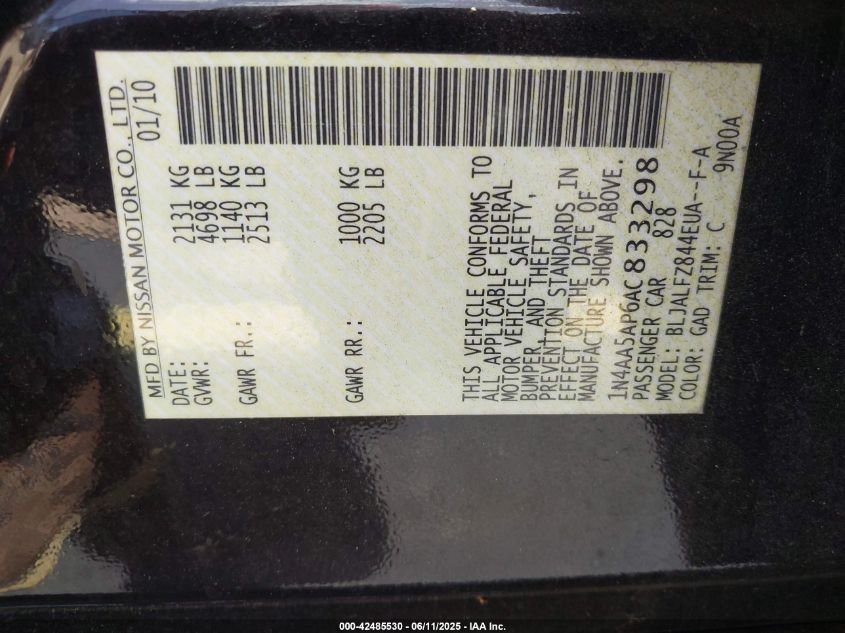 MFD BY NISSAN MOTOR CO., LTD.
DATE: 01/10
GVWR: 2131 KG
4698 LB
GAWR FR.: 1140 KG
2513 LB
GAWR RR.: 1000 KG
2205 LB
THIS VEHICLE CONFORMS TO
ALL APPLICABLE FEDERAL
MOTOR VEHICLE SAFETY,
BUMPER, AND THEFT
PREVENTION STANDARDS IN
EFFECT ON THE DATE OF
MANUFACTURE SHOWN ABOVE.
1N4AA5AP6AC833298
PASSENGER CAR 828
MODEL: BLJALFZ844EUA--F-A
COLOR: GAD TRIM: C 9N00A
000-42485530 - 06/11/2025 - IAA Inc.